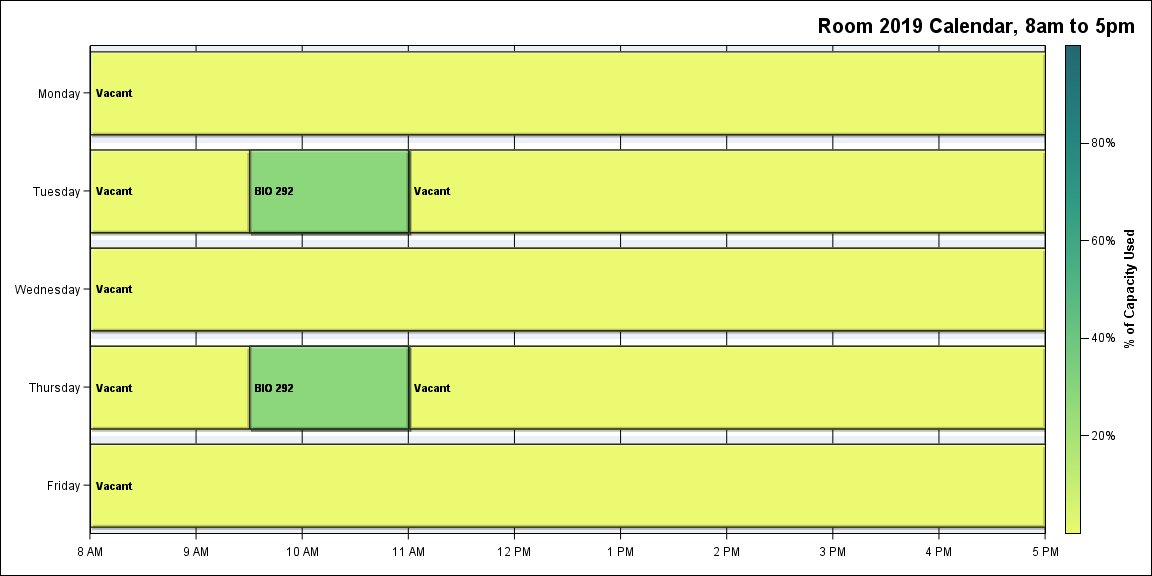 Room 2019 Calendar, 8am to 5pm
Monday
Vacant
Tuesday
Vacant
BIO 292
Vacant
Wednesday
Vacant
Thursday
Vacant
BIO 292
Vacant
Friday
Vacant
8 AM
9 AM
10 AM
11 AM
12 PM
1 PM
2 PM
3 PM
4 PM
5 PM
80%
60%
40%
20%
% of Capacity Used